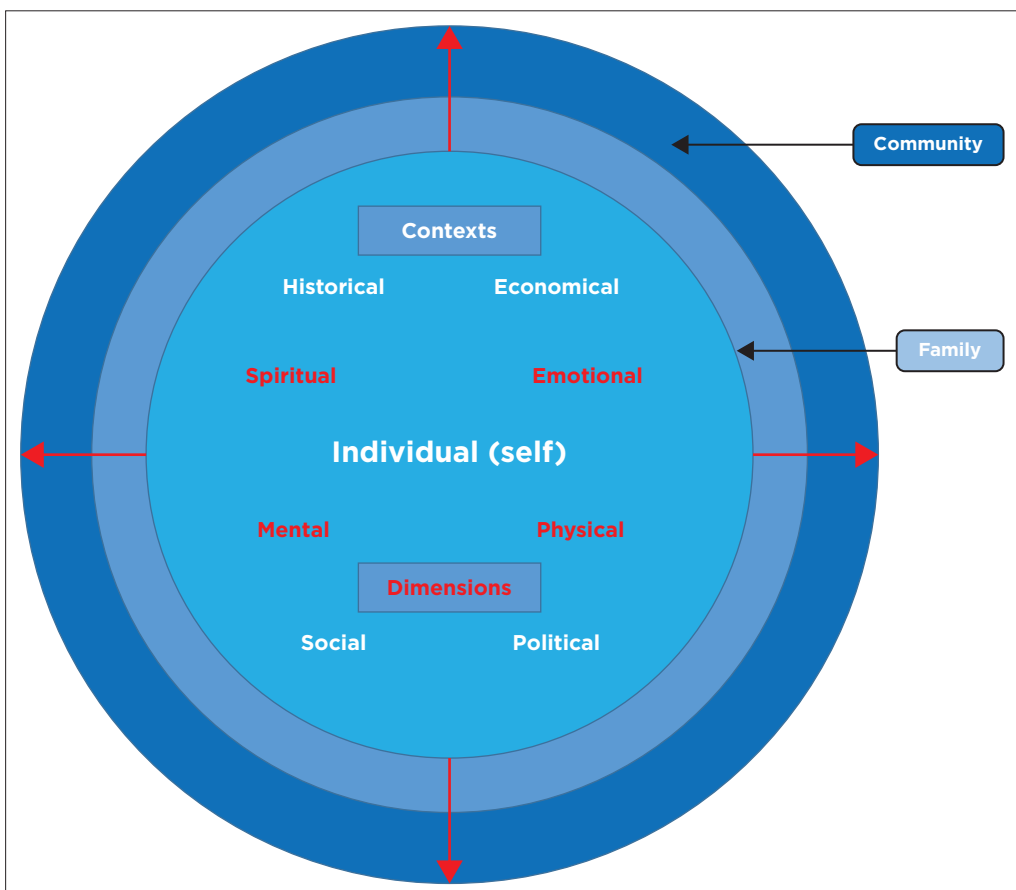 Community
Contexts
Historical Economical
Family
Spiritual Emotional
Individual (self)
Mental Physical
Dimensions
Social Political